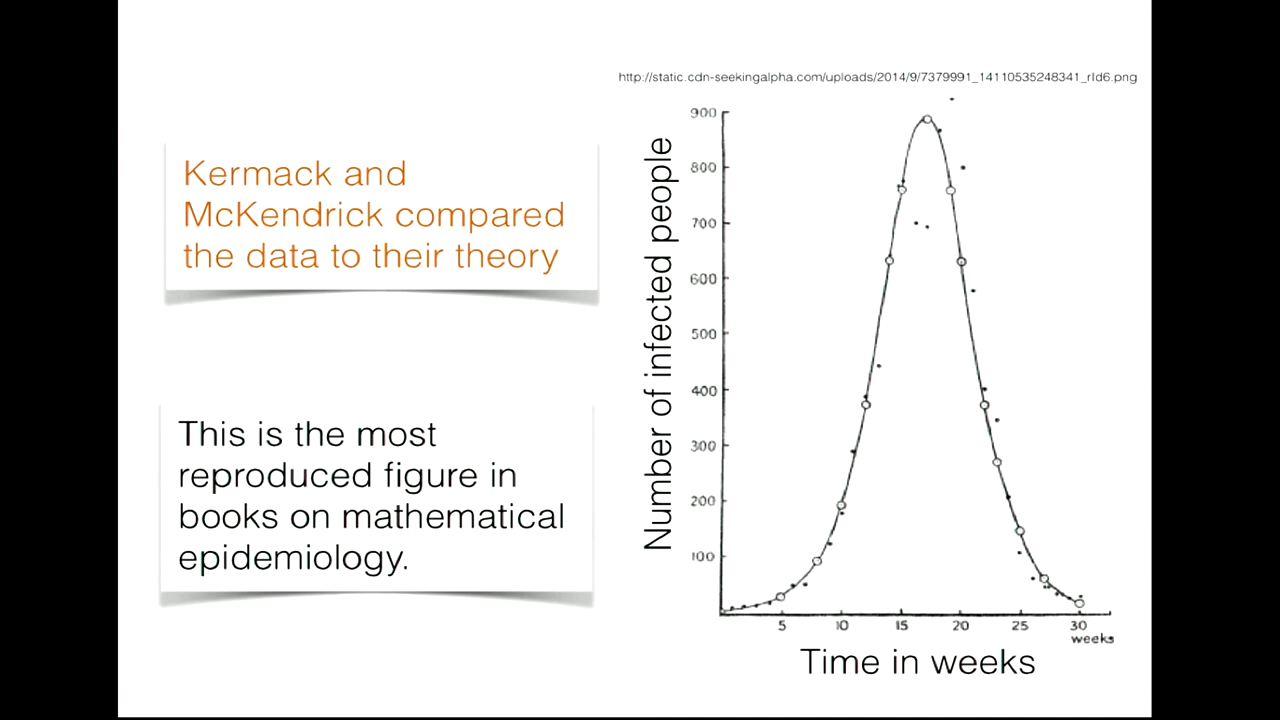 http://static.cdn-seekingalpha.com/uploads/2014/9/7379991_14110535248341_rId6.png
Kermack and
McKendrick compared
the data to their theory
This is the most
reproduced figure in
books on mathematical
epidemiology.
Number of infected people
900
800
700
600
500
400
300
200
100
5 10 15 20 25 30
weeks
Time in weeks